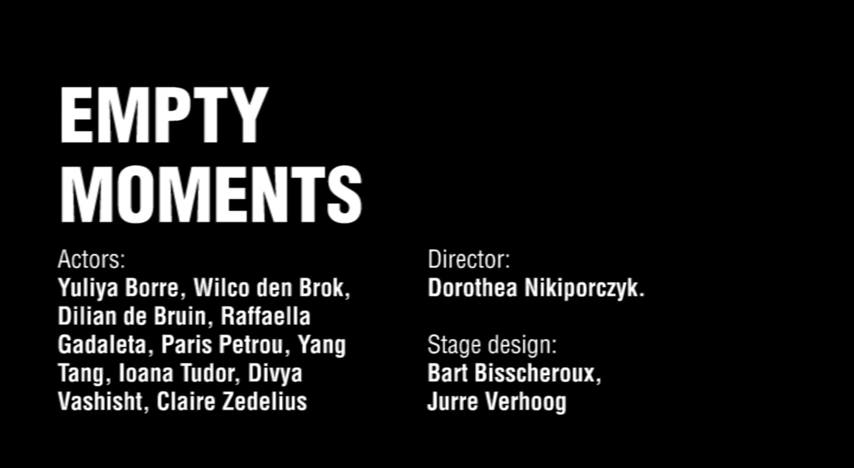 EMPTY
MOMENTS
Actors:
Yuliya Borre, Wilco den Brok,
Dilian de Bruin, Raffaella
Gadaleta, Paris Petrou, Yang
Tang, Ioana Tudor, Divya
Vashisht, Claire Zedelius
Director:
Dorothea Nikiporczyk.
Stage design:
Bart Bisscheroux,
Jurre Verhoog